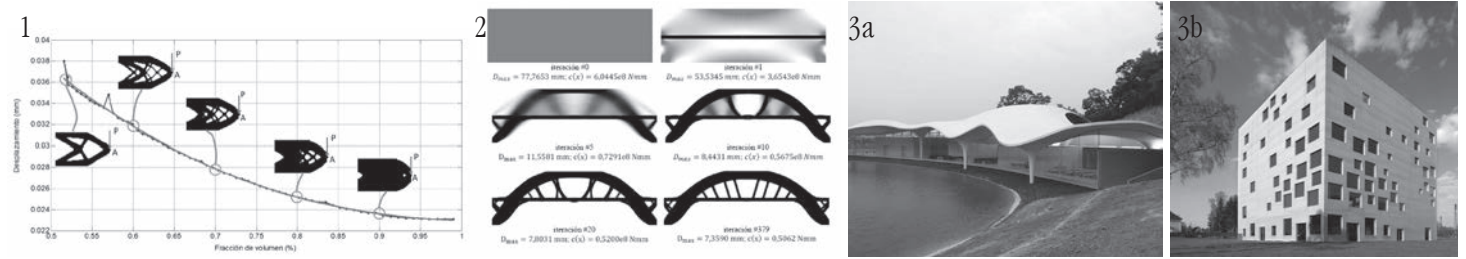 1
0.04
0.038
0.036
0.034
0.032
0.03
0.028
0.026
0.024
0.022
0.5
0.55
0.6
0.65
0.7
0.75
0.8
0.85
0.9
0.95
1
Desplazamiento (mm)
Fracción de volumen (%)
P
A
P
A
P
A
P
A
P
A
2
iteración #0
Dmax = 77,7653 mm; c(x) = 6,0445e8 Nmm
iteración #1
Dmax = 53,5345 mm; c(x) = 3,6543e8 Nmm
iteración #5
Dmax = 11,5581 mm; c(x) = 0,7291e8 Nmm
iteración #10
Dmax = 8,4431 mm; c(x) = 0,5675e8 Nmm
iteración #20
Dmax = 7,8031 mm; c(x) = 0,5200e8 Nmm
iteración #379
Dmax = 7,3590 mm; c(x) = 0,5062 Nmm
3a
3b